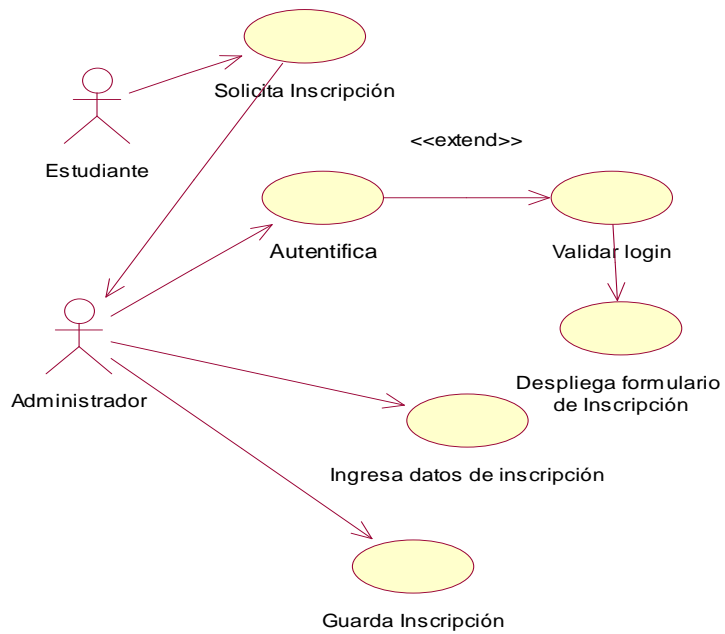 Solicita Inscripción
Estudiante
<<extend>>
Autentifica
Validar login
Administrador
Despliega formulario
de Inscripción
Ingresa datos de inscripción
Guarda Inscripción